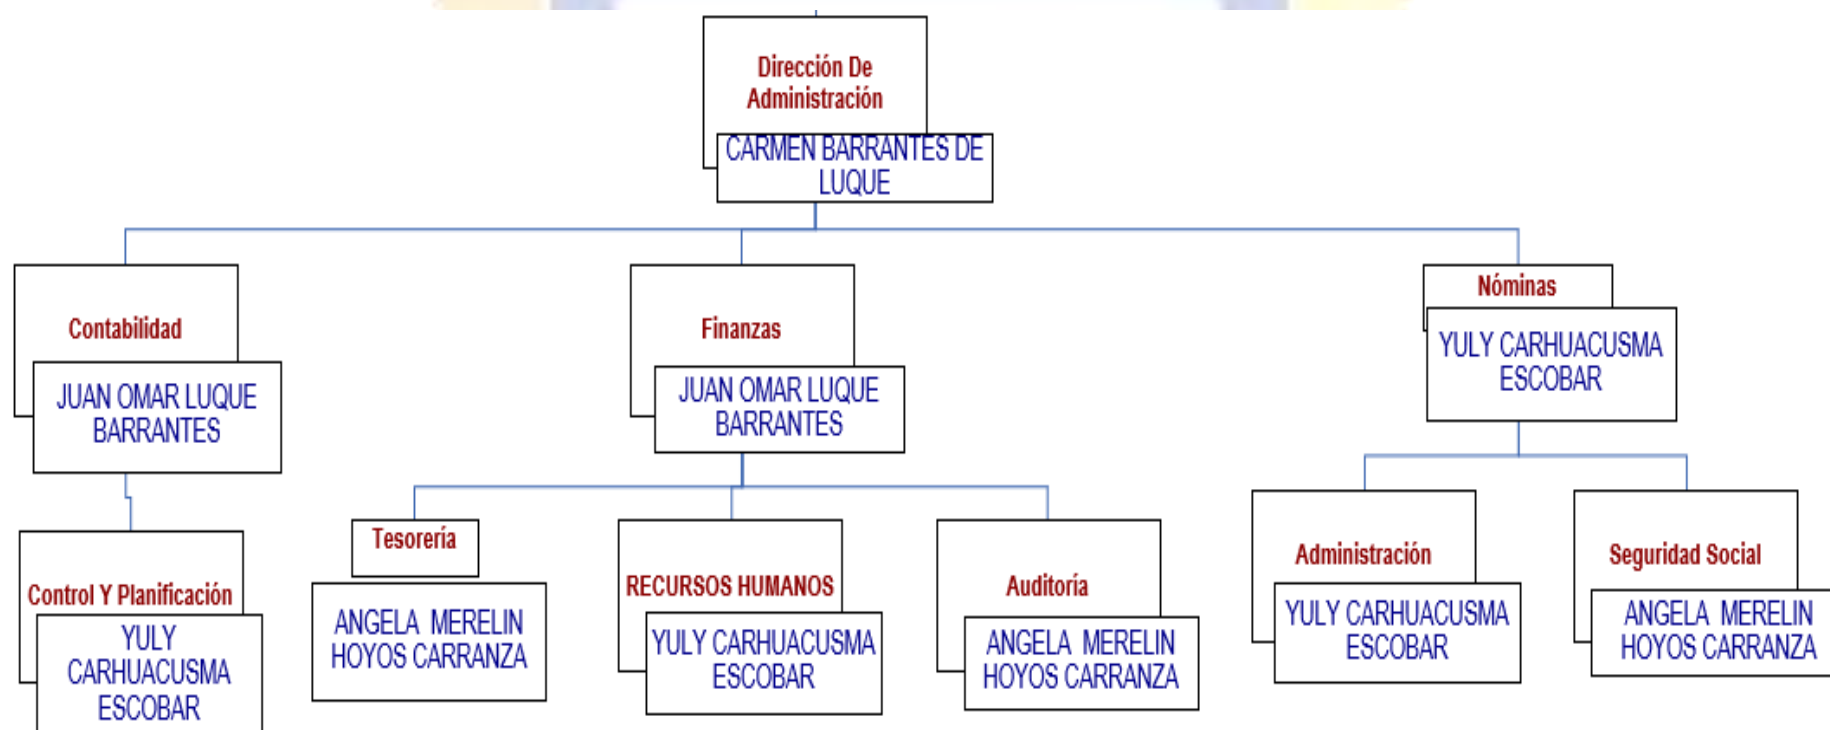 Dirección De
Administración
CARMEN BARRANTES DE
LUQUE
Contabilidad
JUAN OMAR LUQUE
BARRANTES
Finanzas
JUAN OMAR LUQUE
BARRANTES
Nóminas
YULY CARHUACUSMA
ESCOBAR
Control Y Planificación
YULY
CARHUACUSMA
ESCOBAR
Tesorería
ANGELA MERELIN
HOYOS CARRANZA
RECURSOS HUMANOS
YULY CARHUACUSMA
ESCOBAR
Auditoría
ANGELA MERELIN
HOYOS CARRANZA
Administración
YULY CARHUACUSMA
ESCOBAR
Seguridad Social
ANGELA MERELIN
HOYOS CARRANZA